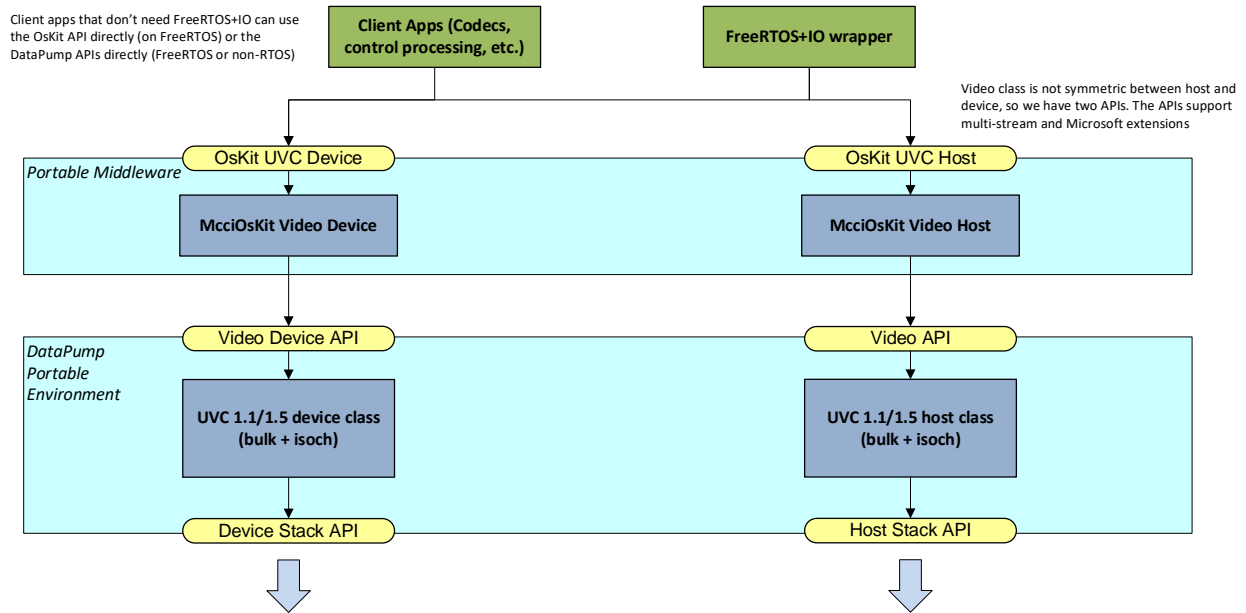 Client apps that don't need FreeRTOS+IO can use
the OsKit API directly (on FreeRTOS) or the
DataPump APIs directly (FreeRTOS or non-RTOS)
Client Apps (Codecs,
control processing, etc.)
FreeRTOS+IO wrapper
Video class is not symmetric between host and
device, so we have two APIs. The APIs support
multi-stream and Microsoft extensions
OsKit UVC Device
OsKit UVC Host
Portable Middleware
McciOsKit Video Device
McciOsKit Video Host
Video Device API
Video API
DataPump
Portable
Environment
UVC 1.1/1.5 device class
(bulk + isoch)
UVC 1.1/1.5 host class
(bulk + isoch)
Device Stack API
Host Stack API